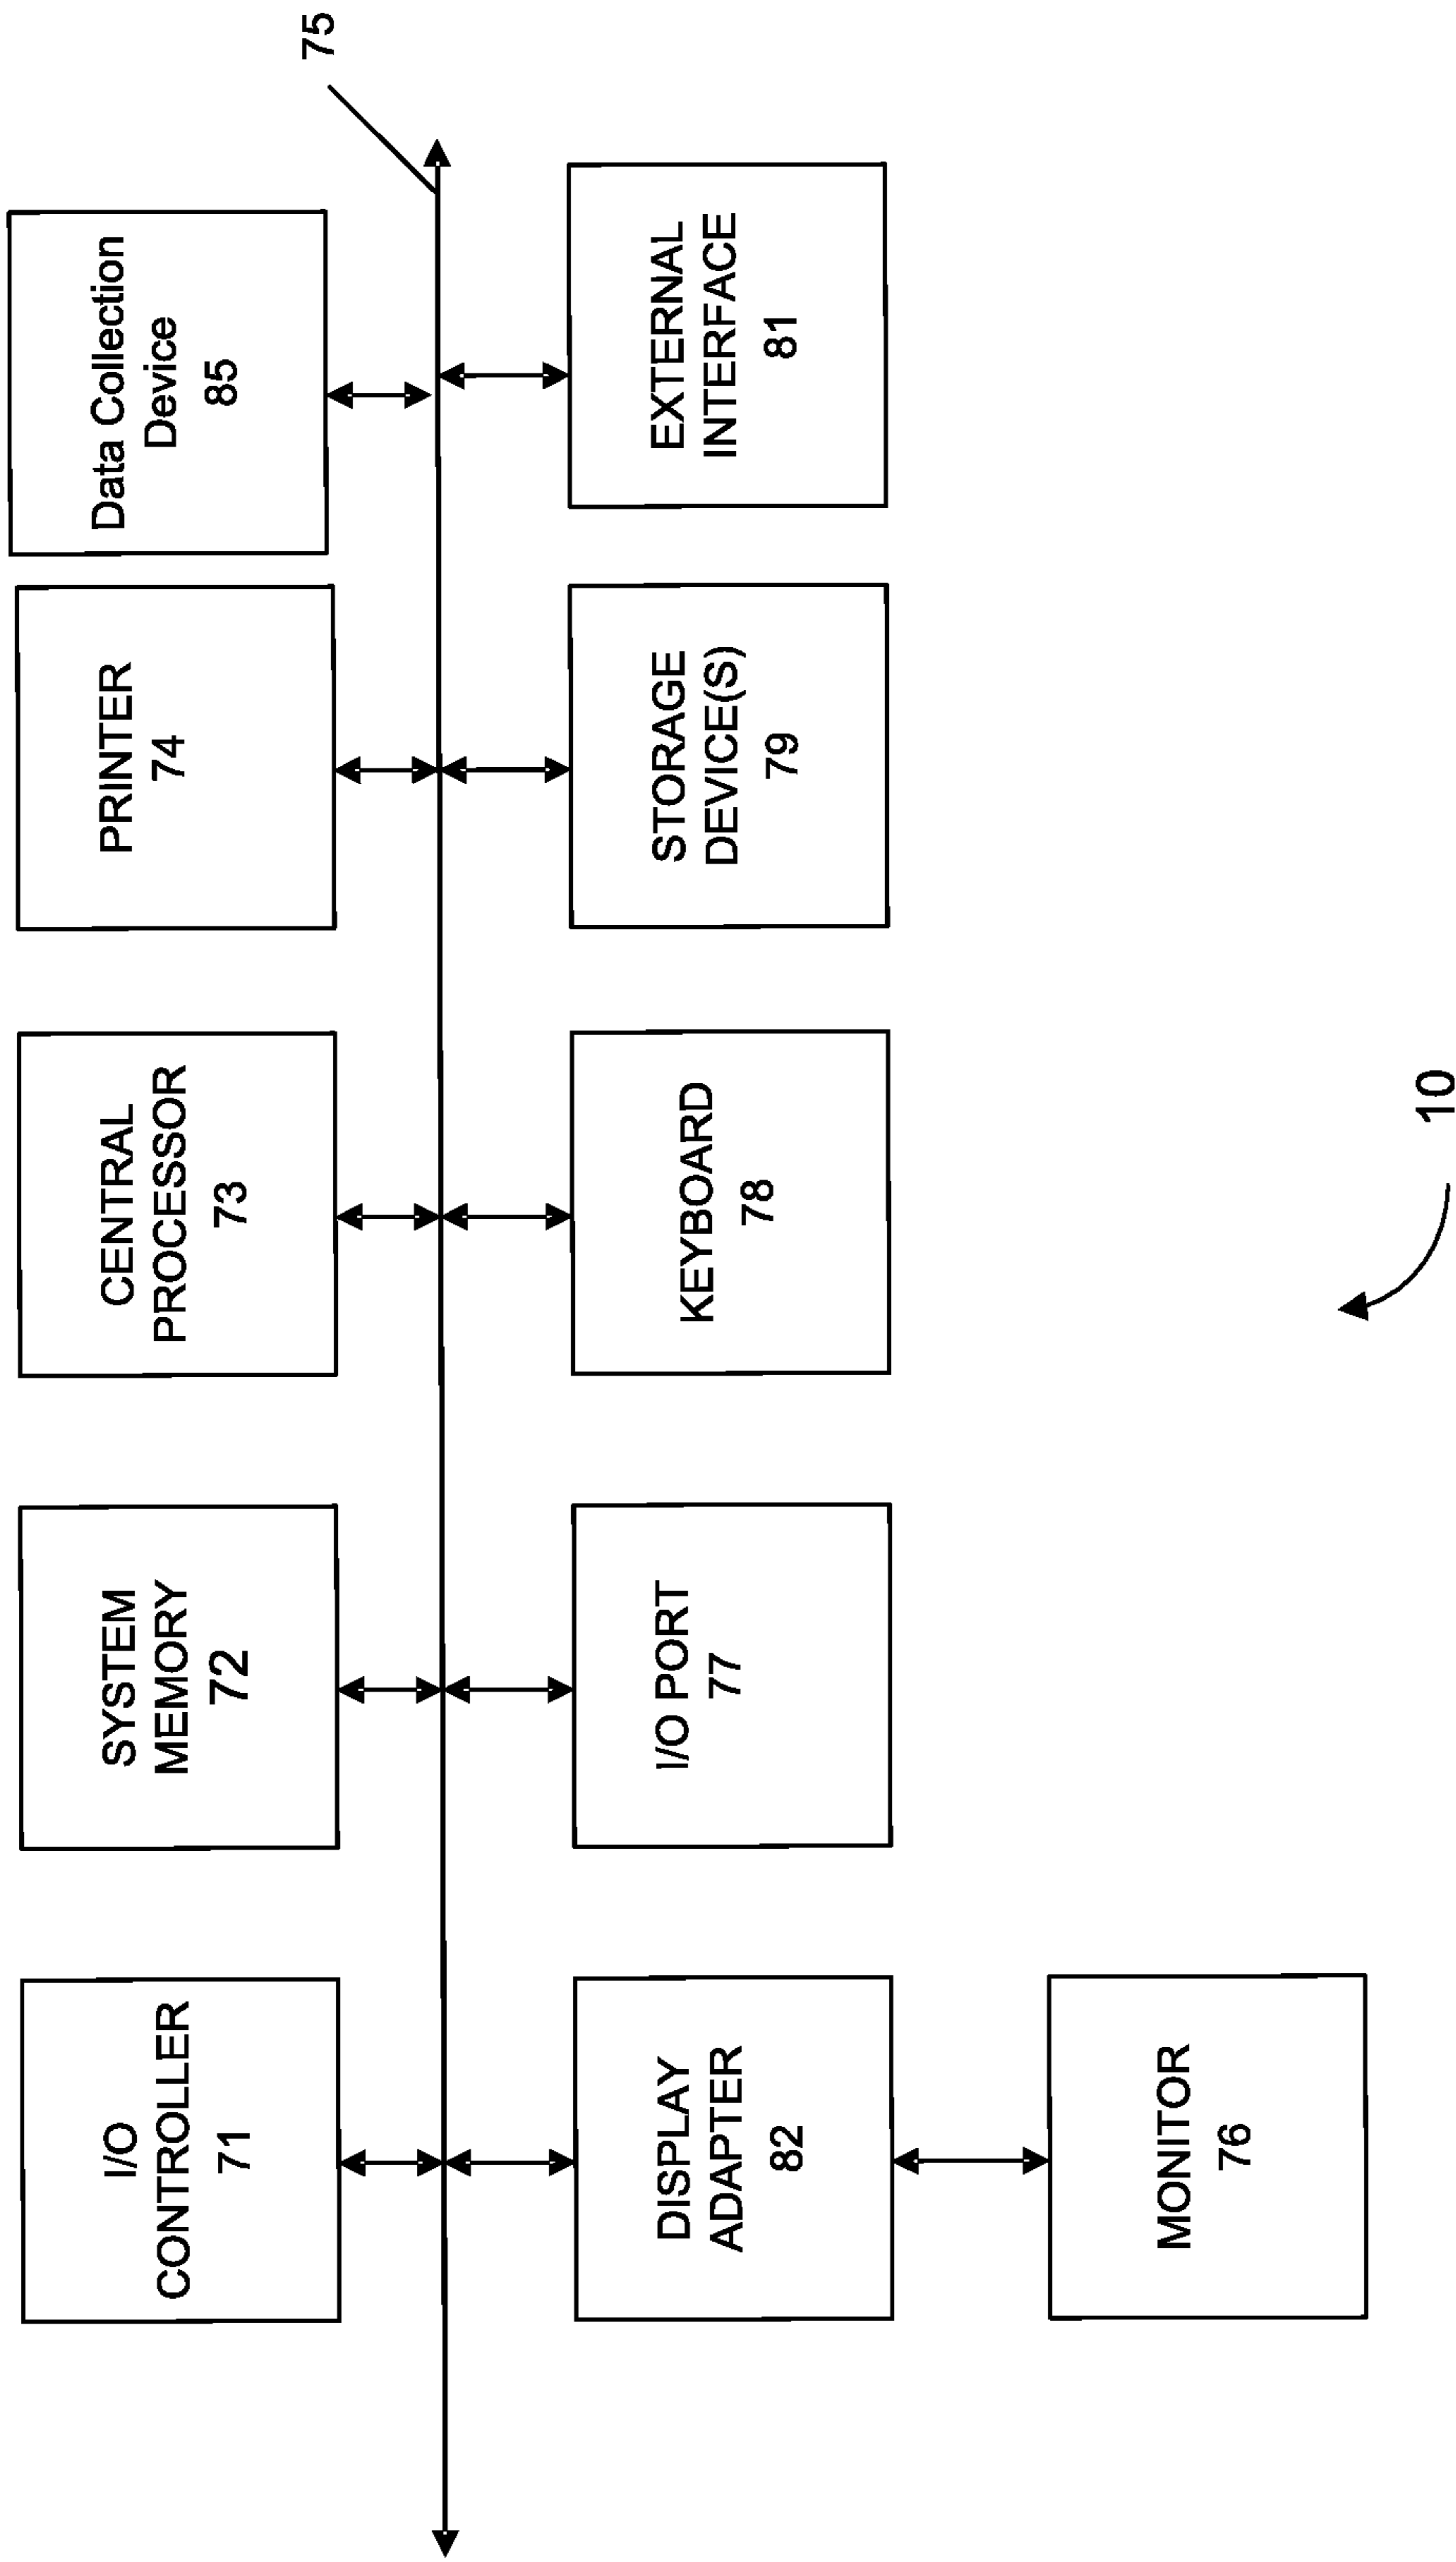 I/O
CONTROLLER
71
SYSTEM
MEMORY
72
CENTRAL
PROCESSOR
73
PRINTER
74
Data Collection
Device
85
75
DISPLAY
ADAPTER
82
I/O PORT
77
KEYBOARD
78
STORAGE
DEVICE(S)
79
EXTERNAL
INTERFACE
81
MONITOR
76
10